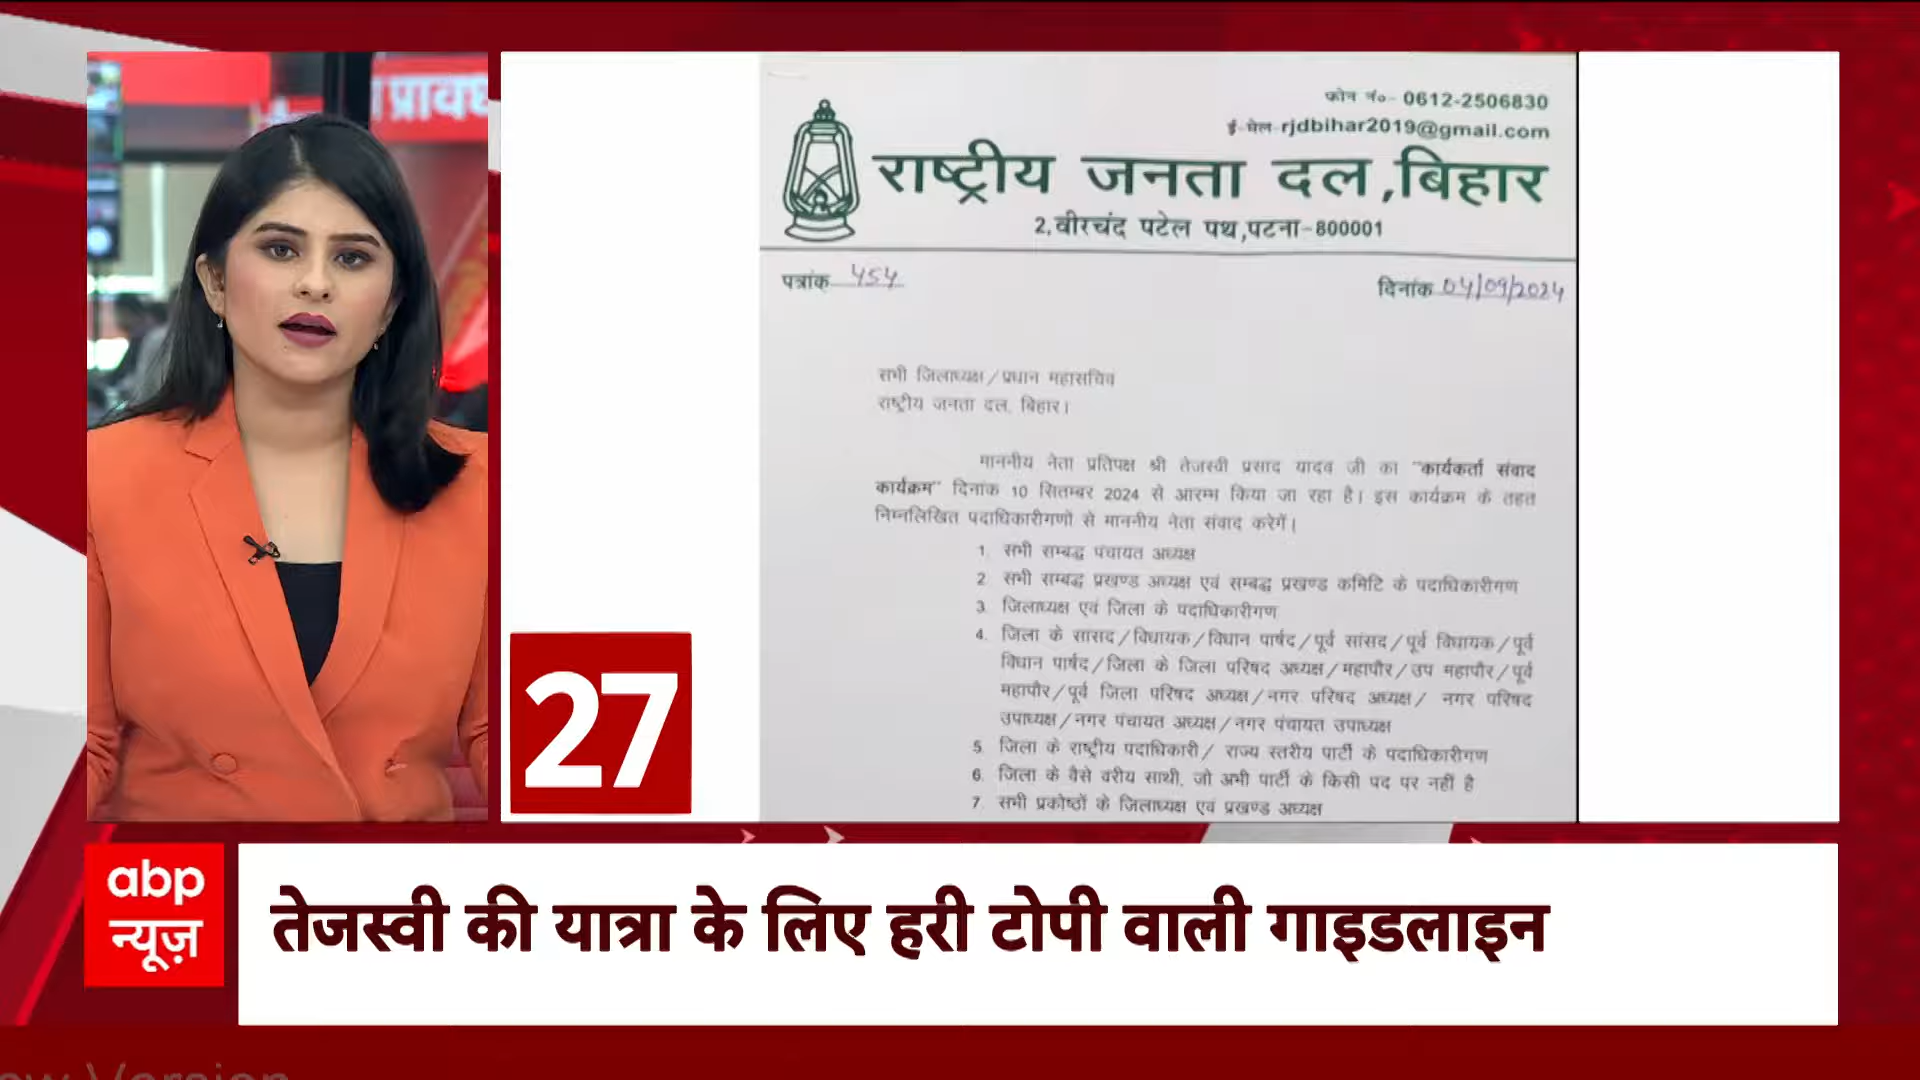 प्रावध
फोन नं०- 0612-2506830
ई-मेल-rjdbihar2019@gmail.com
राष्ट्रीय जनता दल,बिहार
2,वीरचंद पटेल पथ,पटना-800001
पत्रांक 454
दिनांक 04/09/2024
सभी जिलाध्यक्ष/प्रधान महासचिव
राष्ट्रीय जनता दल, बिहार।
माननीय नेता प्रतिपक्ष श्री तेजस्वी प्रसाद यादव जी का "कार्यकर्ता संवाद
कार्यक्रम" दिनांक 10 सितम्बर 2024 से आरम्भ किया जा रहा है। इस कार्यक्रम के तहत
निम्नलिखित पदाधिकारीगणों से माननीय नेता संवाद करेगें।
1. सभी सम्बद्ध पंचायत अध्यक्ष
2. सभी सम्बद्ध प्रखण्ड अध्यक्ष एवं सम्बद्ध प्रखण्ड कमिटि के पदाधिकारीगण
3. जिलाध्यक्ष एवं जिला के पदाधिकारीगण
4. जिला के सांसद/विधायक/विधान पार्षद/पूर्व सांसद/पूर्व विधायक/पूर्व
विधान पार्षद/जिला के जिला परिषद अध्यक्ष/महापौर/उप महापौर/पूर्व
महापौर/पूर्व जिला परिषद अध्यक्ष/नगर परिषद अध्यक्ष/ नगर परिषद
उपाध्यक्ष/नगर पंचायत अध्यक्ष/नगर पंचायत उपाध्यक्ष
5. जिला के राष्ट्रीय पदाधिकारी/ राज्य स्तरीय पार्टी के पदाधिकारीगण
6. जिला के वैसे वरीय साथी, जो अभी पार्टी के किसी पद पर नहीं है
7. सभी प्रकोष्ठों के जिलाध्यक्ष एवं प्रखण्ड अध्यक्ष
27
abp
न्यूज़
तेजस्वी की यात्रा के लिए हरी टोपी वाली गाइडलाइन